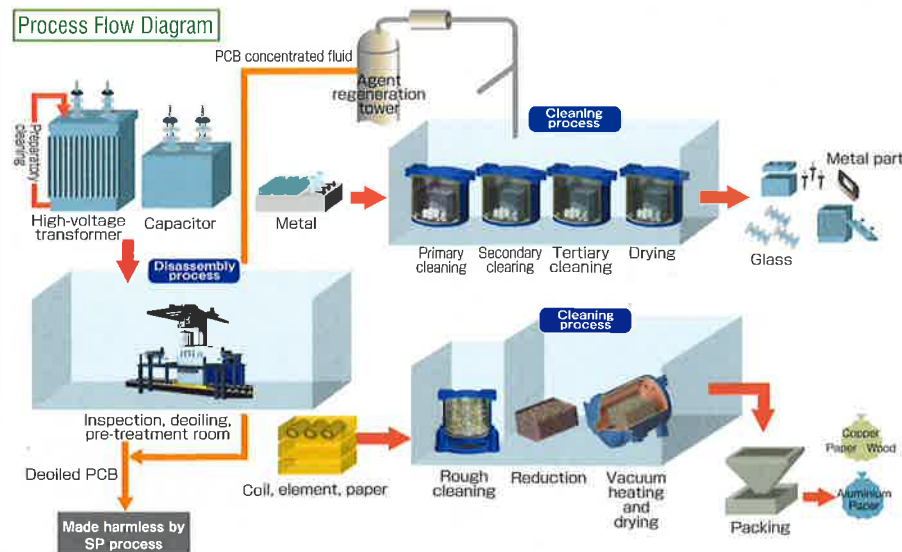 Process Flow Diagram
PCB concentrated fluid
Agent
regeneration
tower
Cleaning
process
Preparatory
cleaning
High-voltage
transformer
Capacitor
Metal
Primary
cleaning
Secondary
clearing
Tertiary
cleaning
Drying
Metal part
Glass
Disassembly
process
Inspection, deoiling,
pre-treatment room
Deoiled PCB
Made harmless by
SP process
Coil, element, paper
Cleaning
process
Rough
cleaning
Reduction
Vacuum
heating
and
drying
Packing
Copper
Paper Wood
Aluminium
Paper